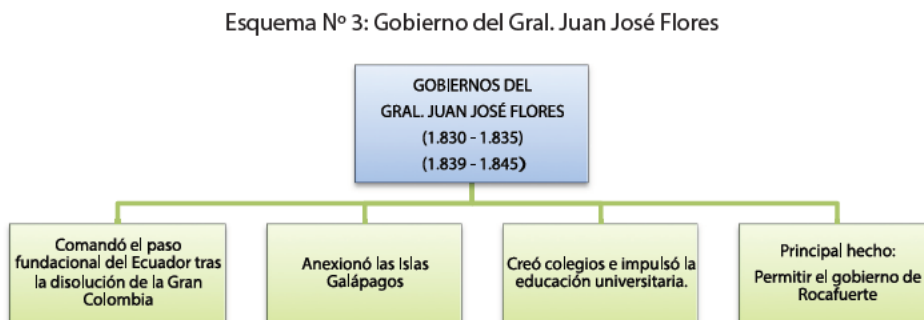 Esquema Nº 3: Gobierno del Gral. Juan José Flores
GOBIERNOS DEL
GRAL. JUAN JOSÉ FLORES
(1.830 - 1.835)
(1.839 - 1.845)
Comandó el paso
fundacional del Ecuador tras
la disolución de la Gran
Colombia
Anexionó las Islas
Galápagos
Creó colegios e impulsó la
educación universitaria.
Principal hecho:
Permitir el gobierno de
Rocafuerte